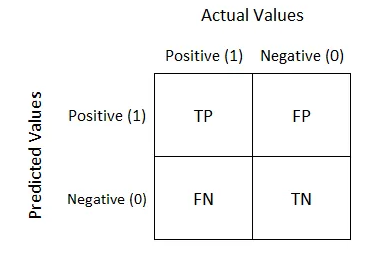 Actual Values
Positive (1) Negative (0)
Predicted Values
Positive (1) TP FP
Negative (0) FN TN